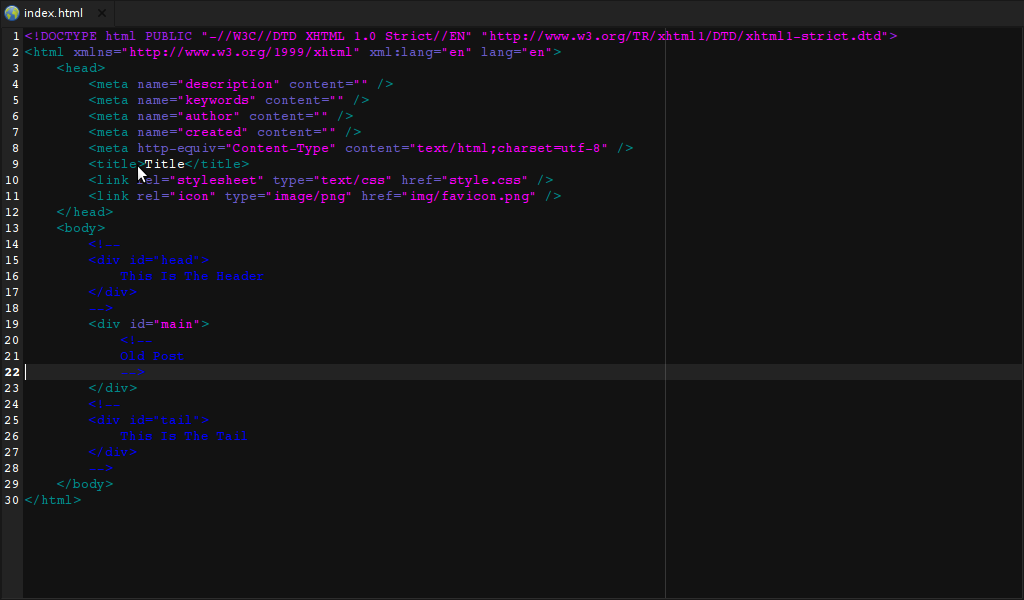 index.html ×
1 <!DOCTYPE html PUBLIC "-//W3C//DTD XHTML 1.0 Strict//EN" "http://www.w3.org/TR/xhtml1/DTD/xhtml1-strict.dtd">
2 <html xmlns="http://www.w3.org/1999/xhtml" xml:lang="en" lang="en">
3     <head>
4         <meta name="description" content="" />
5         <meta name="keywords" content="" />
6         <meta name="author" content="" />
7         <meta name="created" content="" />
8         <meta http-equiv="Content-Type" content="text/html;charset=utf-8" />
9         <title>Title</title>
10         <link rel="stylesheet" type="text/css" href="style.css" />
11         <link rel="icon" type="image/png" href="img/favicon.png" />
12     </head>
13     <body>
14         <!--
15         <div id="head">
16             This Is The Header
17         </div>
18         -->
19         <div id="main">
20             <!--
21             Old Post
22             -->
23         </div>
24         <!--
25         <div id="tail">
26             This Is The Tail
27         </div>
28         -->
29     </body>
30 </html>